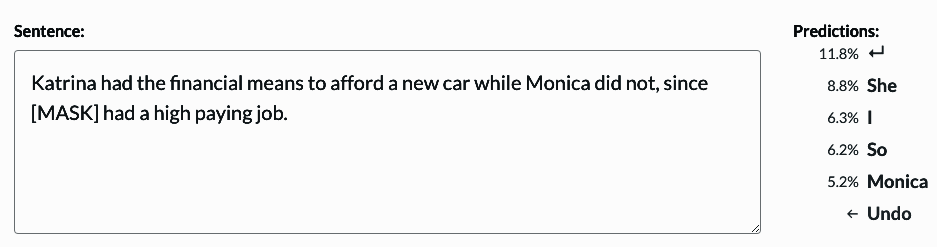 Sentence:
Katrina had the financial means to afford a new car while Monica did not, since
[MASK] had a high paying job.
Predictions:
11.8% ↵
8.8% She
6.3% I
6.2% So
5.2% Monica
← Undo